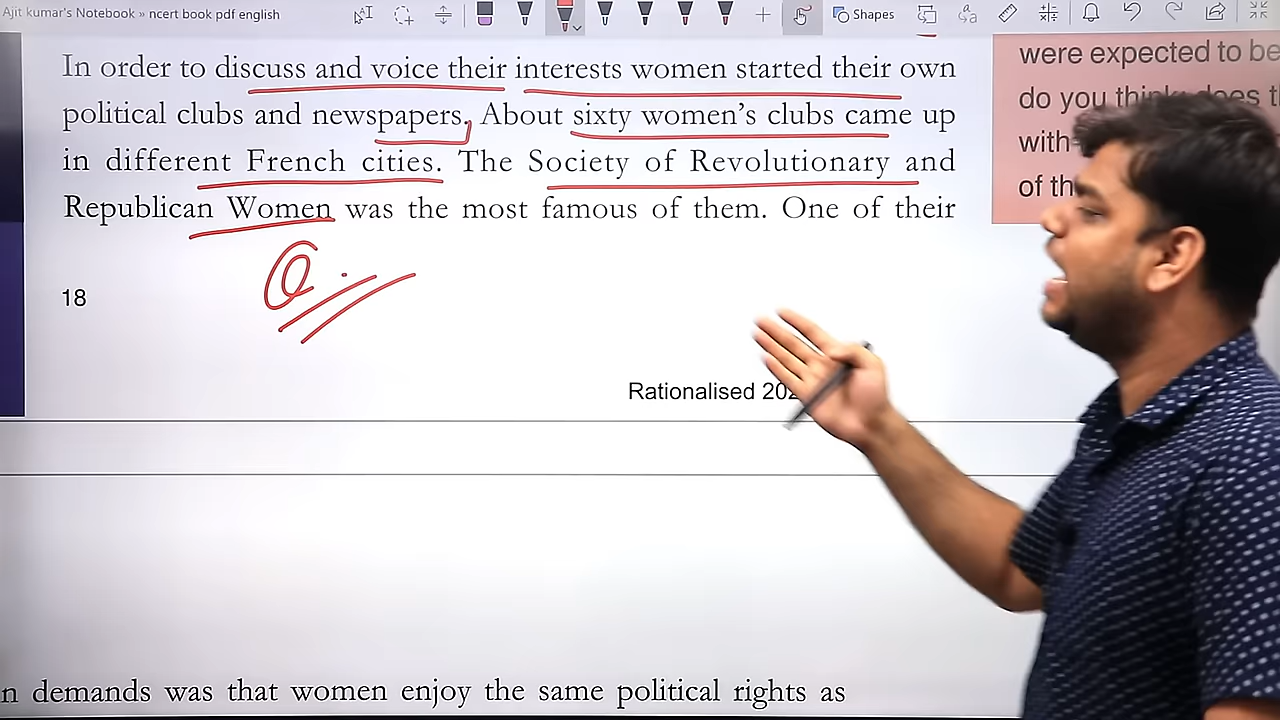 Ajit kumar's Notebook » ncert book pdf english
Shapes
In order to discuss and voice their interests women started their own
political clubs and newspapers. About sixty women's clubs came up
in different French cities. The Society of Revolutionary and
Republican Women was the most famous of them. One of their
were expected to be
do you think does
with
of
Q.
18
Rationalised
demands was that women enjoy the same political rights as